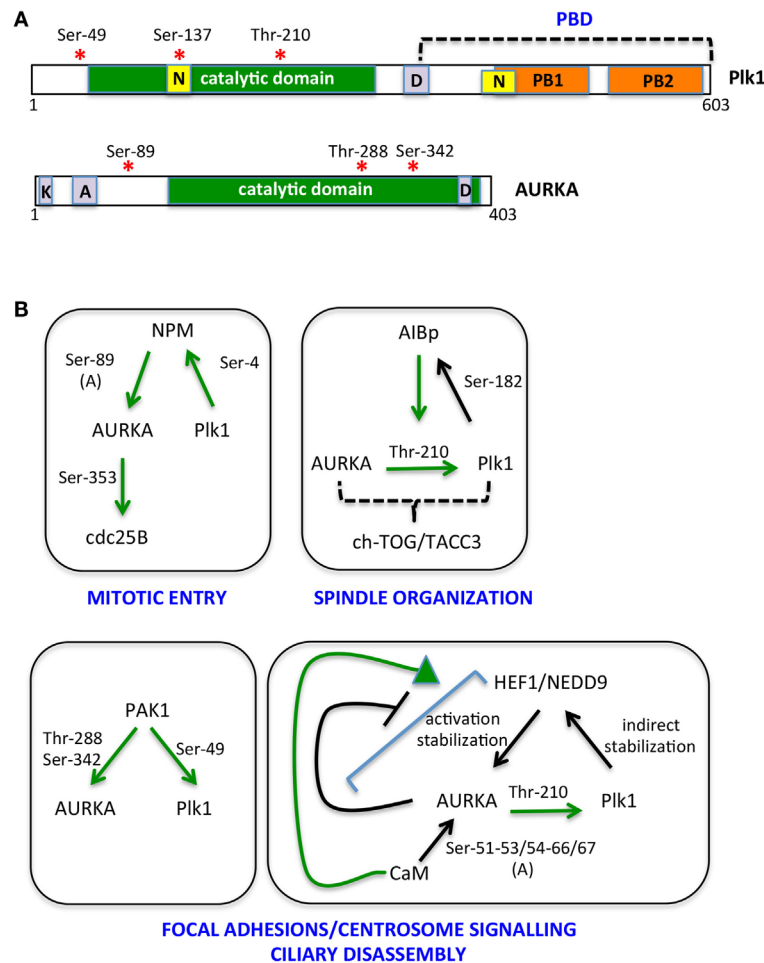 A
PBD
Ser-49
Ser-137
Thr-210
* * *
N
catalytic domain
D
N
PB1
PB2
Plk1
1
603
Ser-89
Thr-288
Ser-342
* * *
K
A
catalytic domain
D
AURKA
1
403
B
NPM
Ser-89
(A)
Ser-4
AURKA
Plk1
Ser-353
cdc25B
MITOTIC ENTRY
AIBp
Ser-182
AURKA
Thr-210
Plk1
ch-TOG/TACC3
SPINDLE ORGANIZATION
PAK1
Thr-288
Ser-342
Ser-49
AURKA
Plk1
HEF1/NEDD9
activation
stabilization
indirect
stabilization
AURKA
Thr-210
Plk1
Ser-51-53/54-66/67
(A)
CaM
FOCAL ADHESIONS/CENTROSOME SIGNALLING
CILIARY DISASSEMBLY